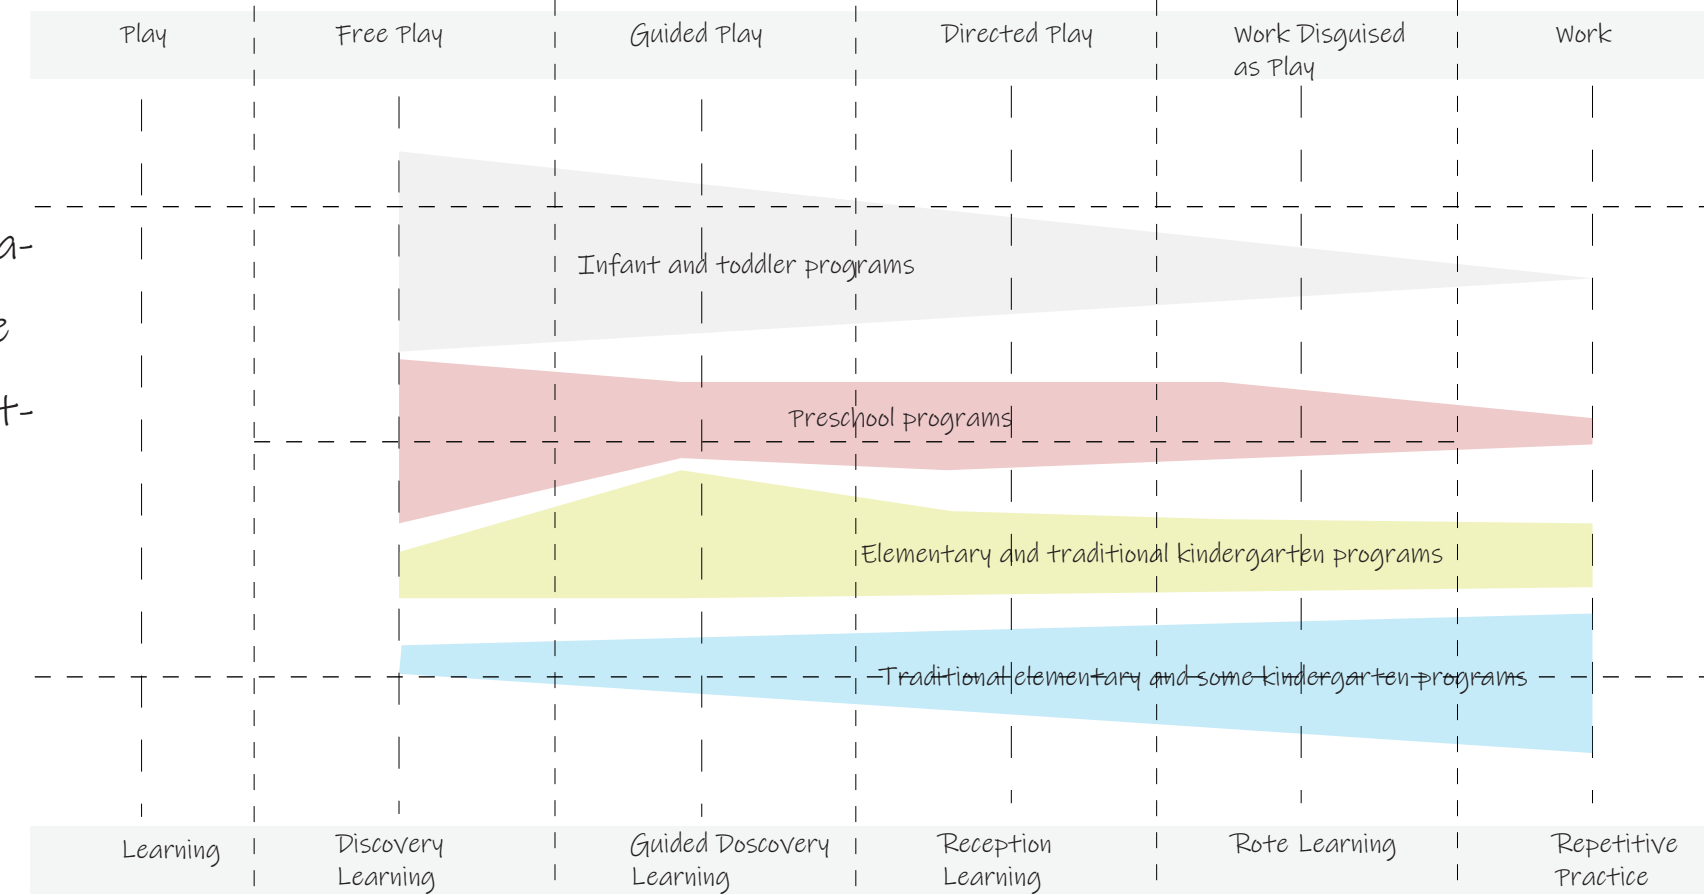 Play
Free Play
Guided Play
Directed Play
Work Disguised
as Play
Work
a-
e
t-
Infant and toddler programs
Preschool programs
Elementary and traditional kindergarten programs
Traditional elementary and some kindergarten programs
Learning
Discovery
Learning
Guided Doscovery
Learning
Reception
Learning
Rote Learning
Repetitive
Practice